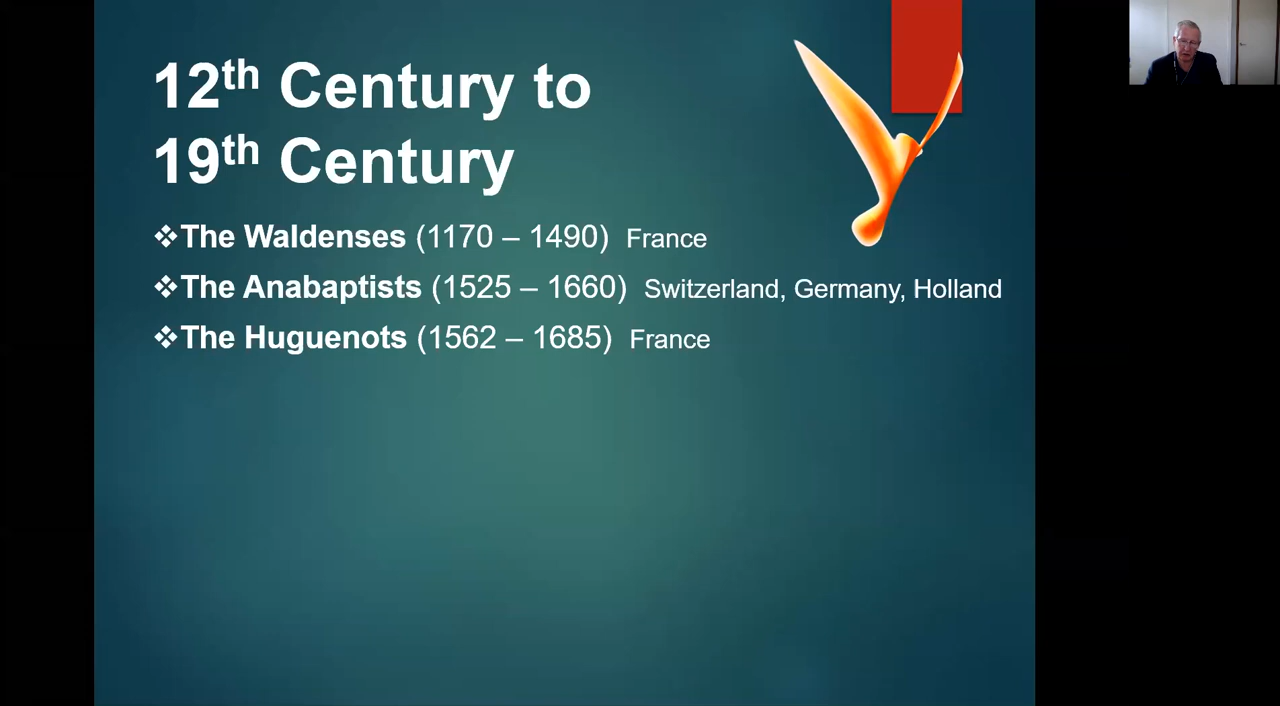 12th Century to
19th Century
❖The Waldenses (1170 – 1490) France
❖The Anabaptists (1525 – 1660) Switzerland, Germany, Holland
❖The Huguenots (1562 – 1685) France